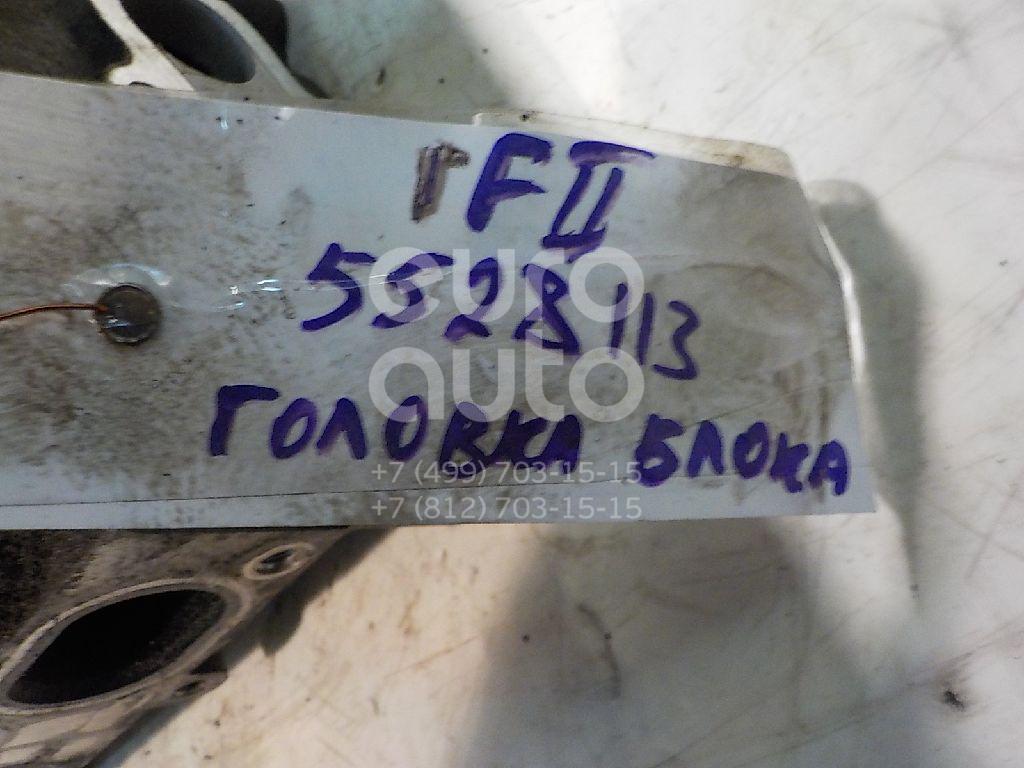 FII
5528113
ГОЛОВКА БЛОКА
euro
auto
+7 (499) 703-15-15
+7 (812) 703-15-15